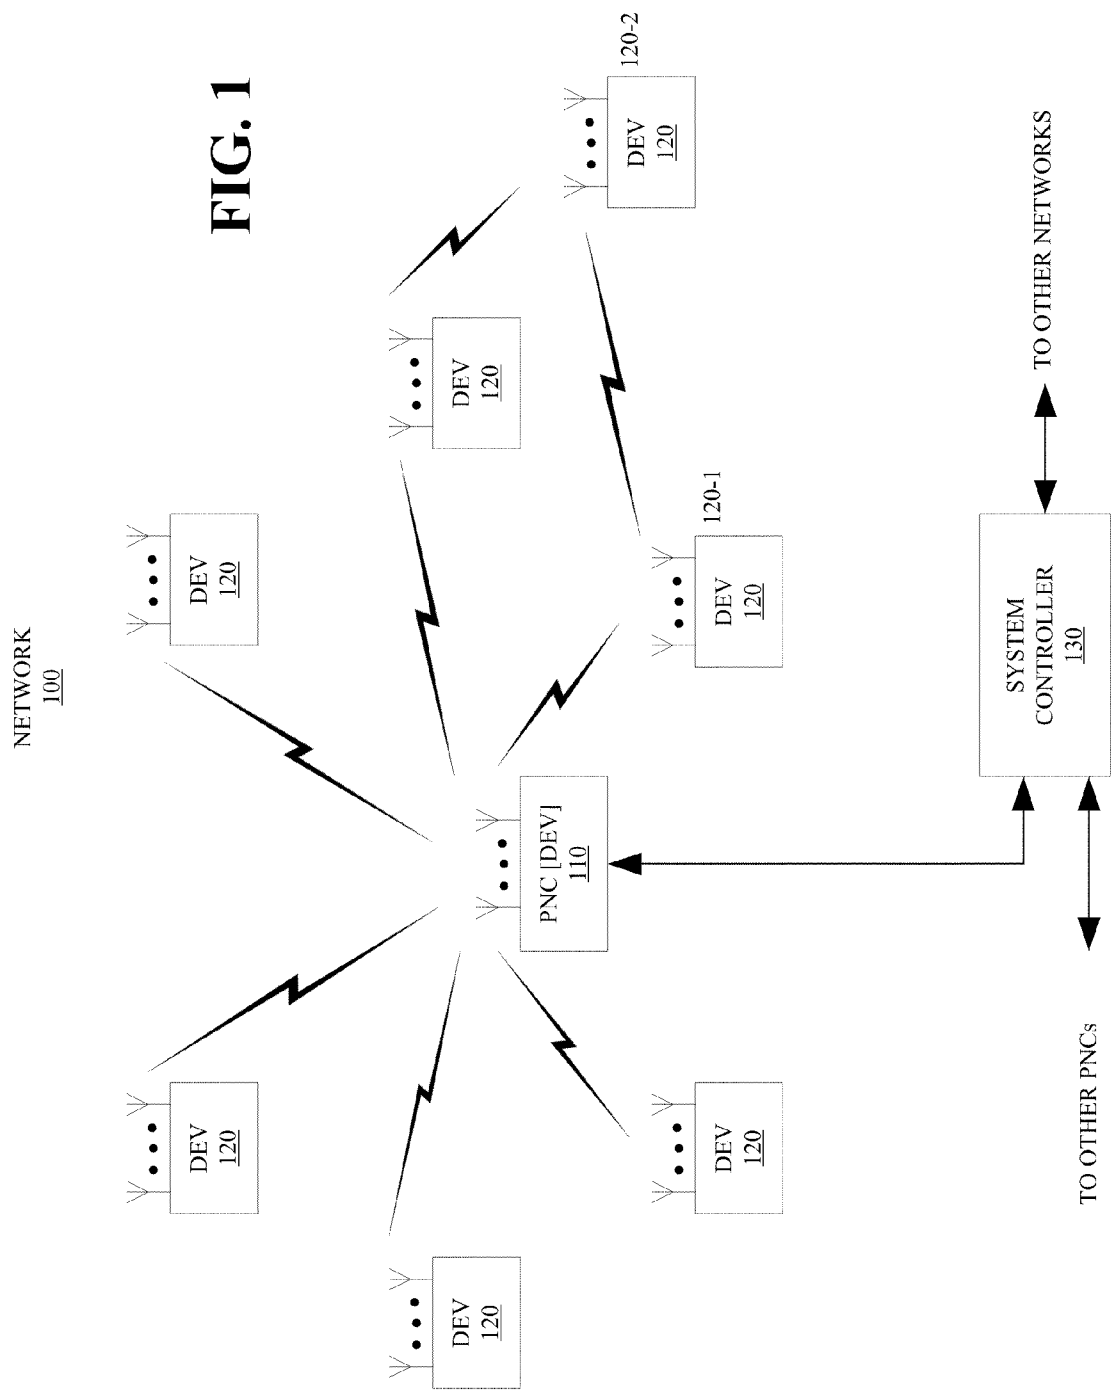 NETWORK
100
FIG. 1
DEV
120
DEV
120
DEV
120
DEV
120
PNC [DEV]
110
DEV
120
120-2
DEV
120
DEV
120
120-1
SYSTEM
CONTROLLER
130
TO OTHER NETWORKS
TO OTHER PNCs